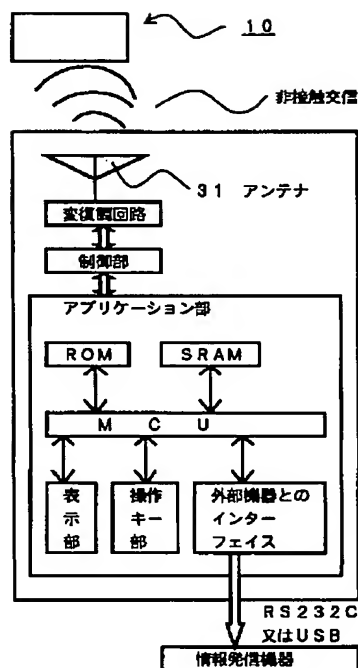 10
非接触交信
31 アンテナ
変復調回路
制御部
アプリケーション部
ROM
SRAM
MCU
表示部
操作キー部
外部機器との
インター
フェイス
RS232C
又はUSB
情報発信機器